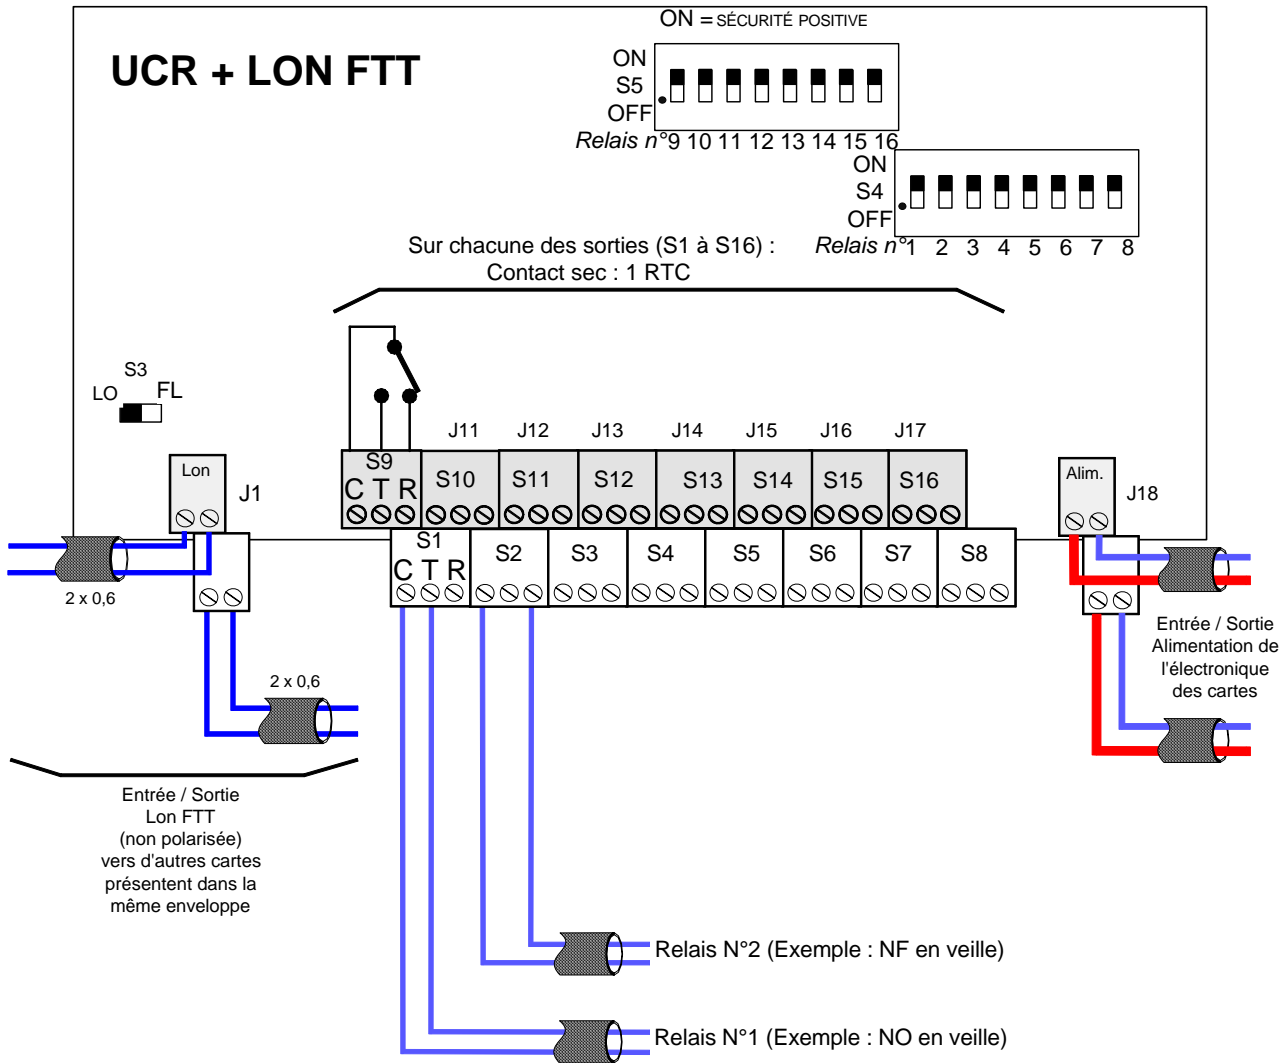 ON = SÉCURITÉ POSITIVE
UCR + LON FTT
ON
S5
OFF
Relais n°9 10 11 12 13 14 15 16
ON
S4
OFF
Relais n°1 2 3 4 5 6 7 8
Sur chacune des sorties (S1 à S16) :
Contact sec : 1 RTC
S3
LO FL
J11 J12 J13 J14 J15 J16 J17
Lon
J1
S9 S10 S11 S12 S13 S14 S15 S16
C T R
Alim.
J18
S1 S2 S3 S4 S5 S6 S7 S8
C T R
2 x 0,6
2 x 0,6
Entrée / Sortie
Alimentation de
l'électronique
des cartes
Entrée / Sortie
Lon FTT
(non polarisée)
vers d'autres cartes
présentent dans la
même enveloppe
Relais N°2 (Exemple : NF en veille)
Relais N°1 (Exemple : NO en veille)